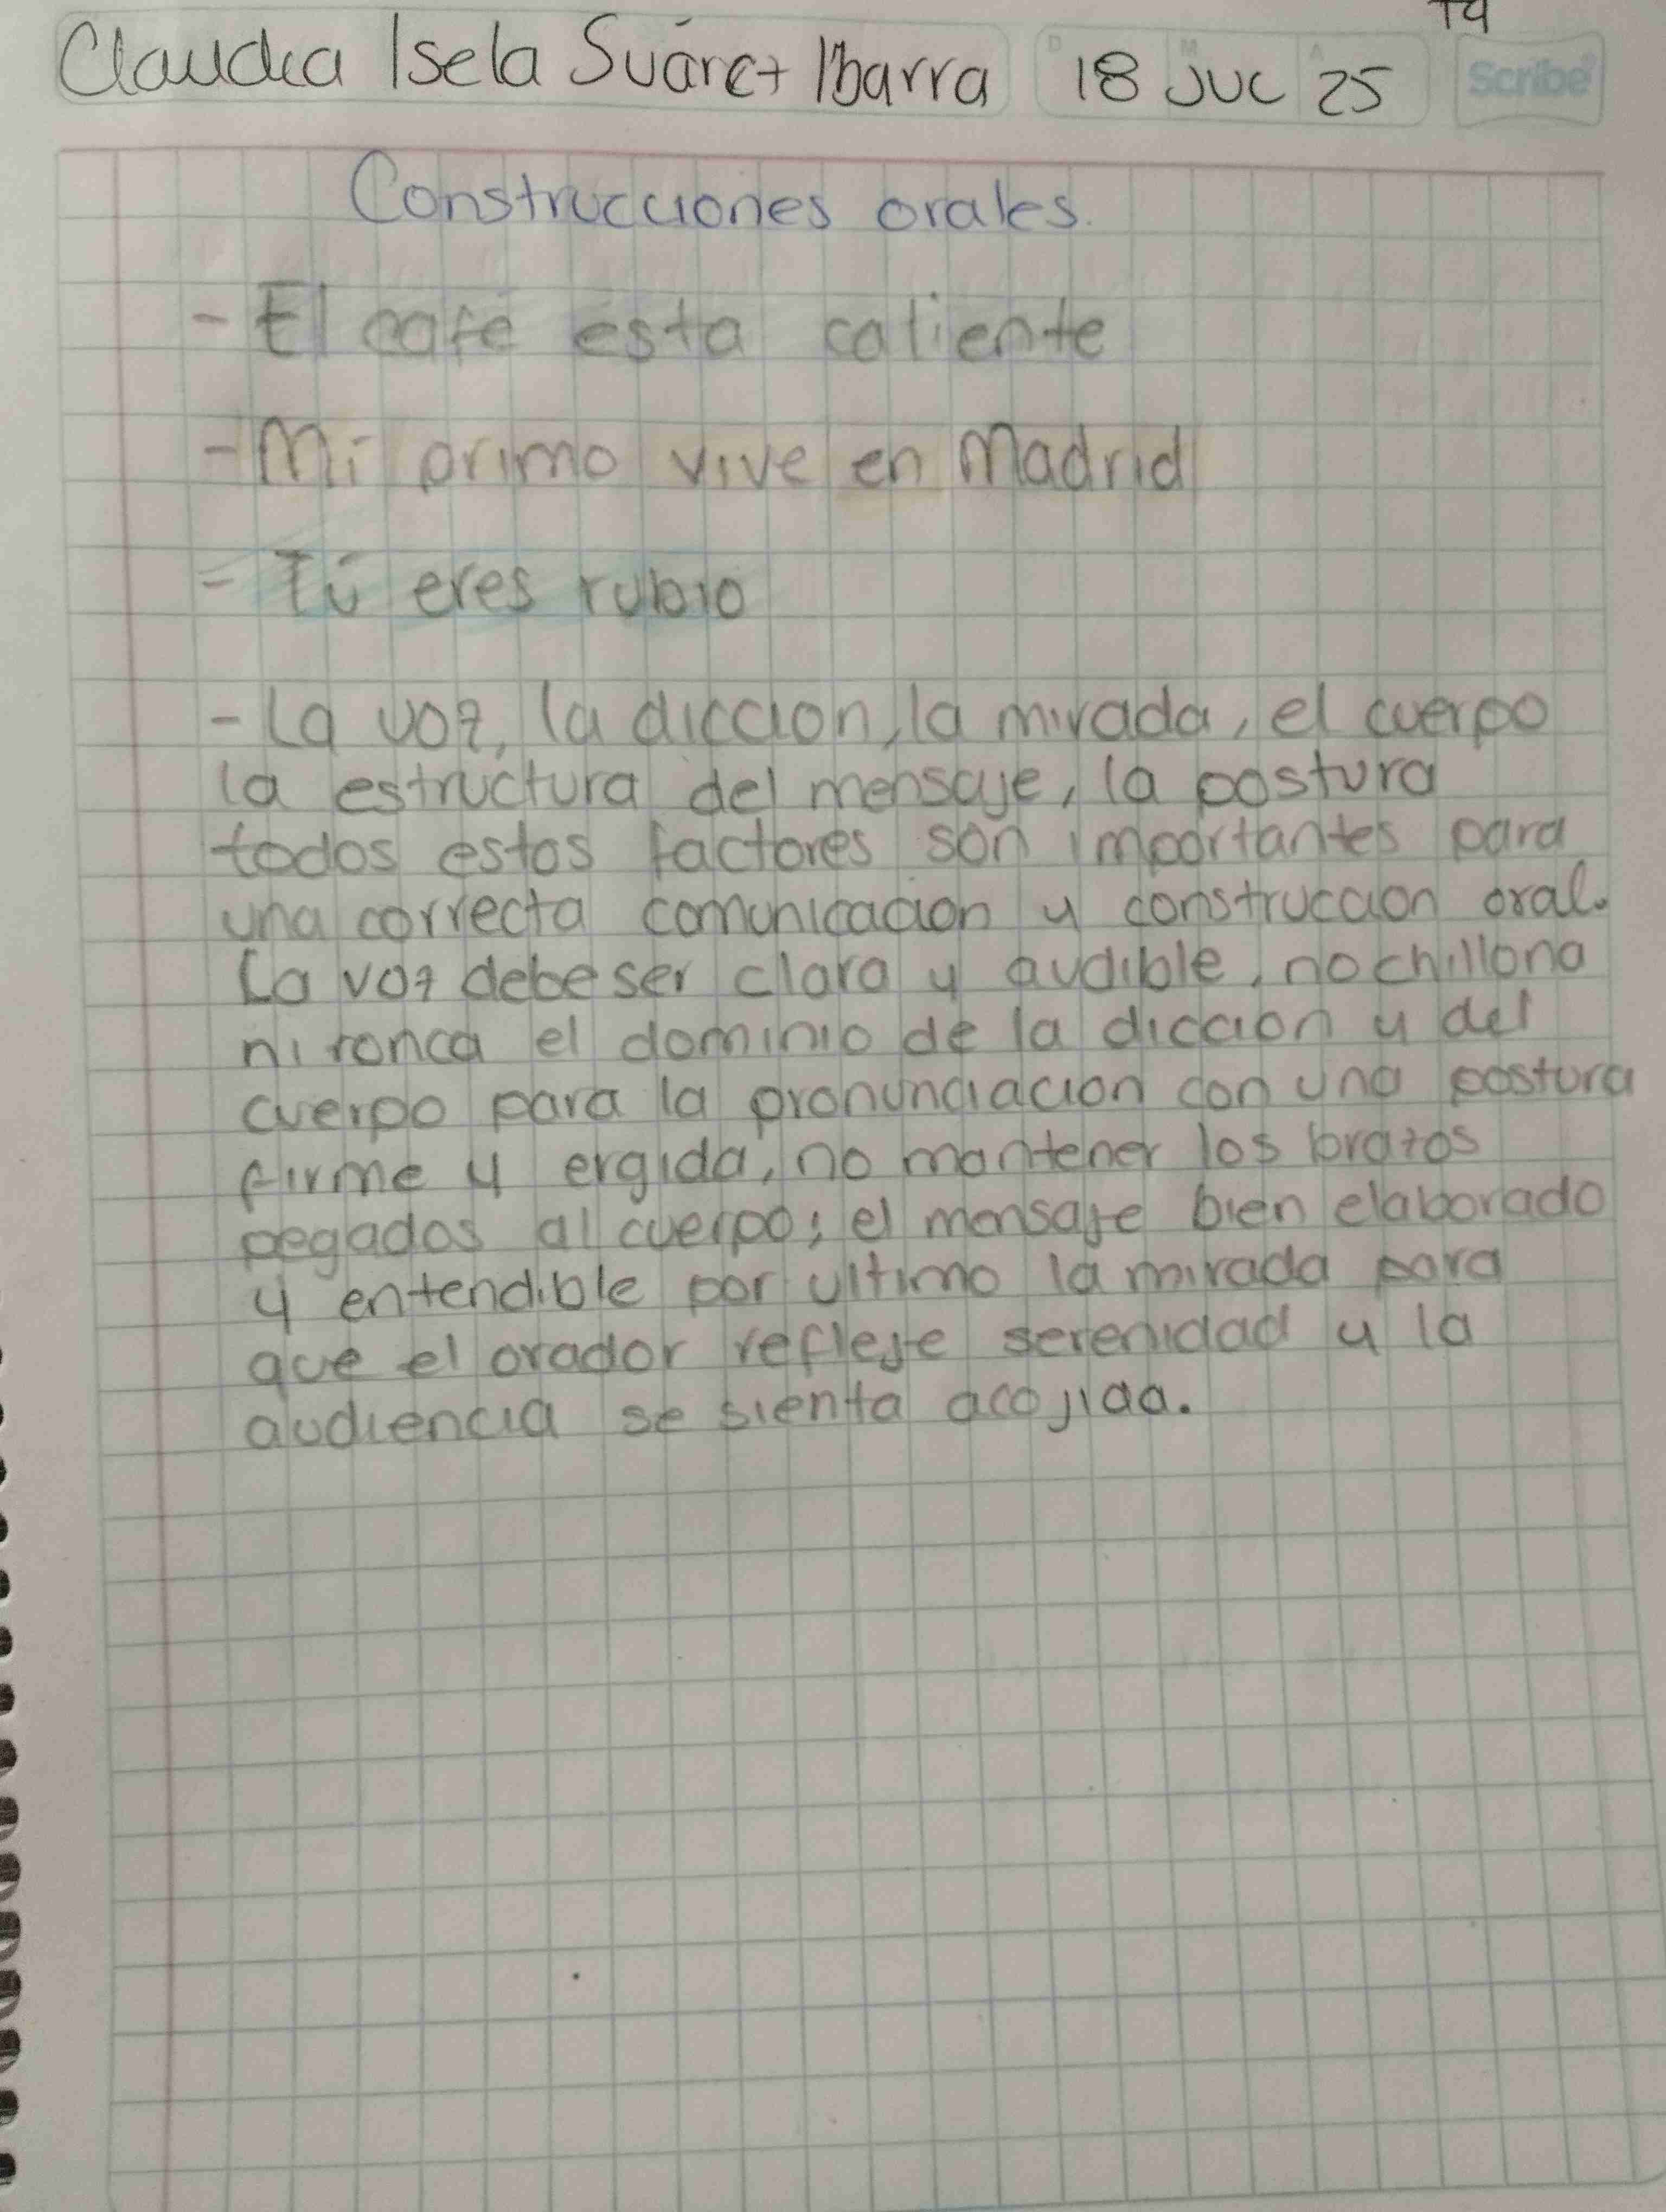 T4
Claudia Isela Suárez Ibarra 18 JUL 25 Scribe
Construcciones orales.
- El café esta caliente
- Mi primo vive en Madrid
- Tú eres rubio
- La voz, la diccion, la mirada, el cuerpo
la estructura del mensaje, la postura
todos estos factores son importantes para
una correcta comunicacion y construccion oral.
La voz debe ser clara y audible, no chillona
ni ronca el dominio de la diccion y del
cuerpo para la pronunciacion con una postura
firme y ergida, no mantener los brazos
pegados al cuerpo; el mensaje bien elaborado
y entendible por ultimo la mirada para
que el orador refleje serenidad y la
audiencia se sienta acojida.